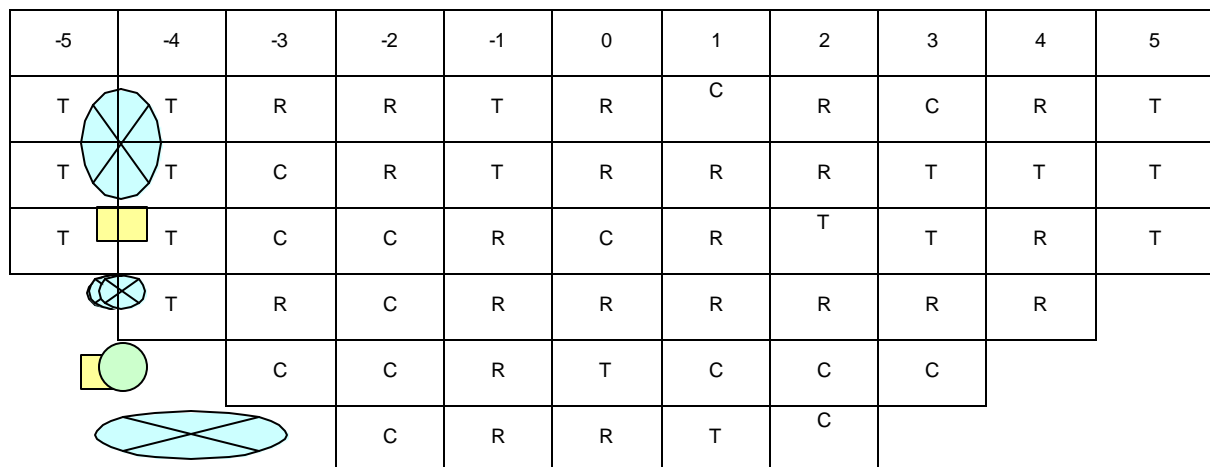 -5 -4 -3 -2 -1 0 1 2 3 4 5
T T R R T R C R C R T
T T C R T R R R T T T
T T C C R C R T T R T
T R C R R R R R R
C C R T C C C
C R R T C